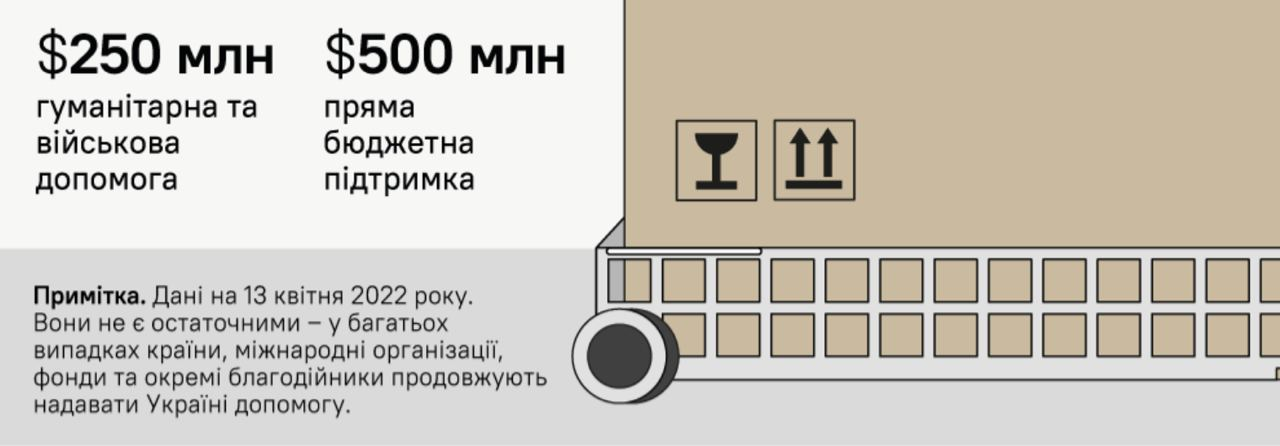 $250 млн
гуманітарна та
військова
допомога
$500 млн
пряма
бюджетна
підтримка
Примітка. Дані на 13 квітня 2022 року.
Вони не є остаточними – у багатьох
випадках країни, міжнародні організації,
фонди та окремі благодійники продовжують
надавати Україні допомогу.